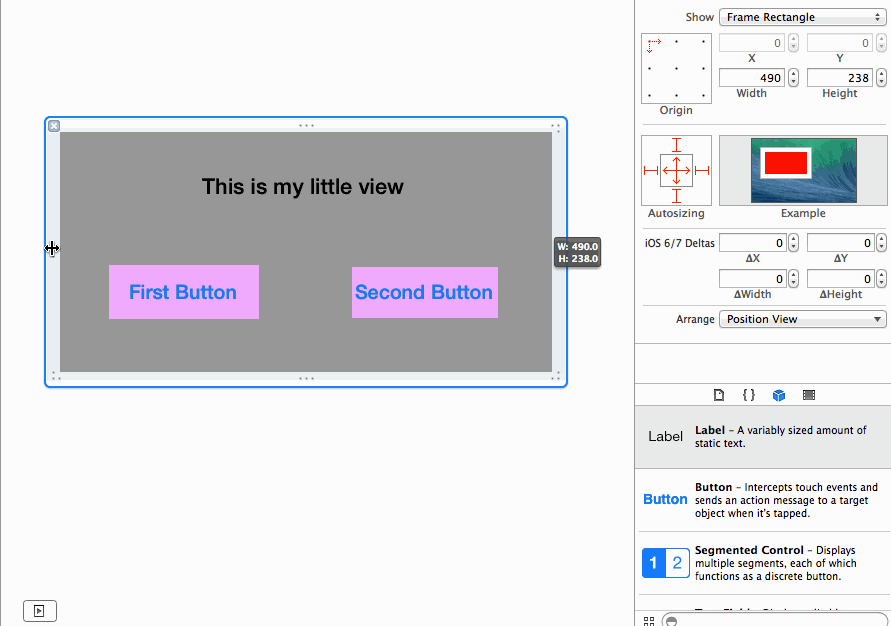 Show Frame Rectangle
0 0
X Y
490 238
Width Height
Origin
Autosizing Example
iOS 6/7 Deltas 0 0
ΔX ΔY
0 0
ΔWidth ΔHeight
Arrange Position View
This is my little view
W: 490.0
H: 238.0
First Button Second Button
Label Label – A variably sized amount of
static text.
Button Button – Intercepts touch events and
sends an action message to a target
object when it's tapped.
1 2 Segmented Control – Displays
multiple segments, each of which
functions as a discrete button.